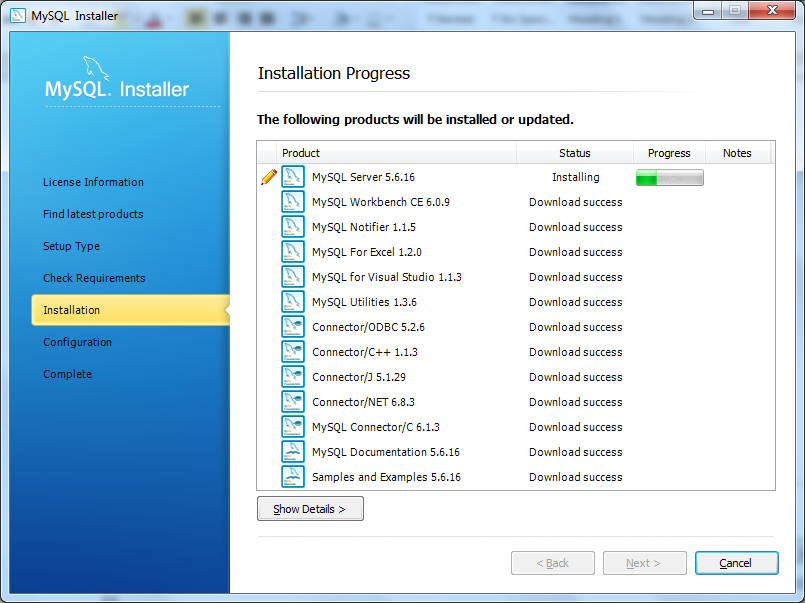 MySQL Installer
MySQL. Installer
License Information
Find latest products
Setup Type
Check Requirements
Installation
Configuration
Complete
Installation Progress
The following products will be installed or updated.
Product Status Progress Notes
MySQL Server 5.6.16 Installing
MySQL Workbench CE 6.0.9 Download success
MySQL Notifier 1.1.5 Download success
MySQL For Excel 1.2.0 Download success
MySQL for Visual Studio 1.1.3 Download success
MySQL Utilities 1.3.6 Download success
Connector/ODBC 5.2.6 Download success
Connector/C++ 1.1.3 Download success
Connector/J 5.1.29 Download success
Connector/NET 6.8.3 Download success
MySQL Connector/C 6.1.3 Download success
MySQL Documentation 5.6.16 Download success
Samples and Examples 5.6.16 Download success
Show Details >
< Back Next > Cancel